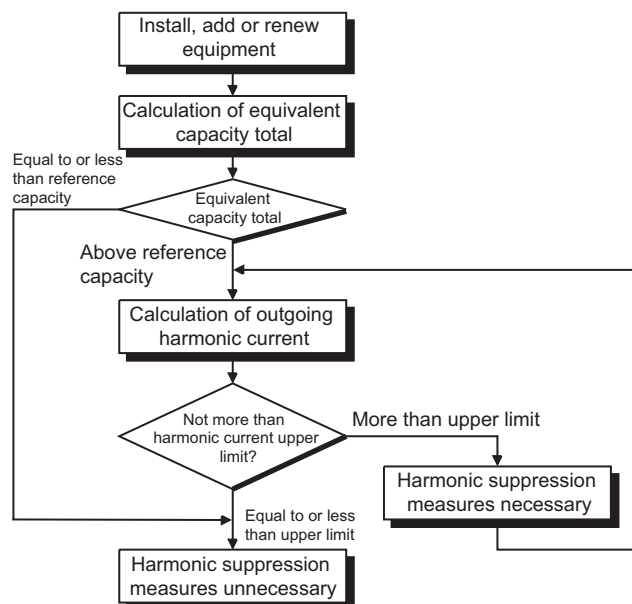 Install, add or renew
equipment
Calculation of equivalent
capacity total
Equal to or less
than reference
capacity
Equivalent
capacity total
Above reference
capacity
Calculation of outgoing
harmonic current
Not more than
harmonic current upper
limit?
More than upper limit
Harmonic suppression
measures necessary
Equal to or less
than upper limit
Harmonic suppression
measures unnecessary